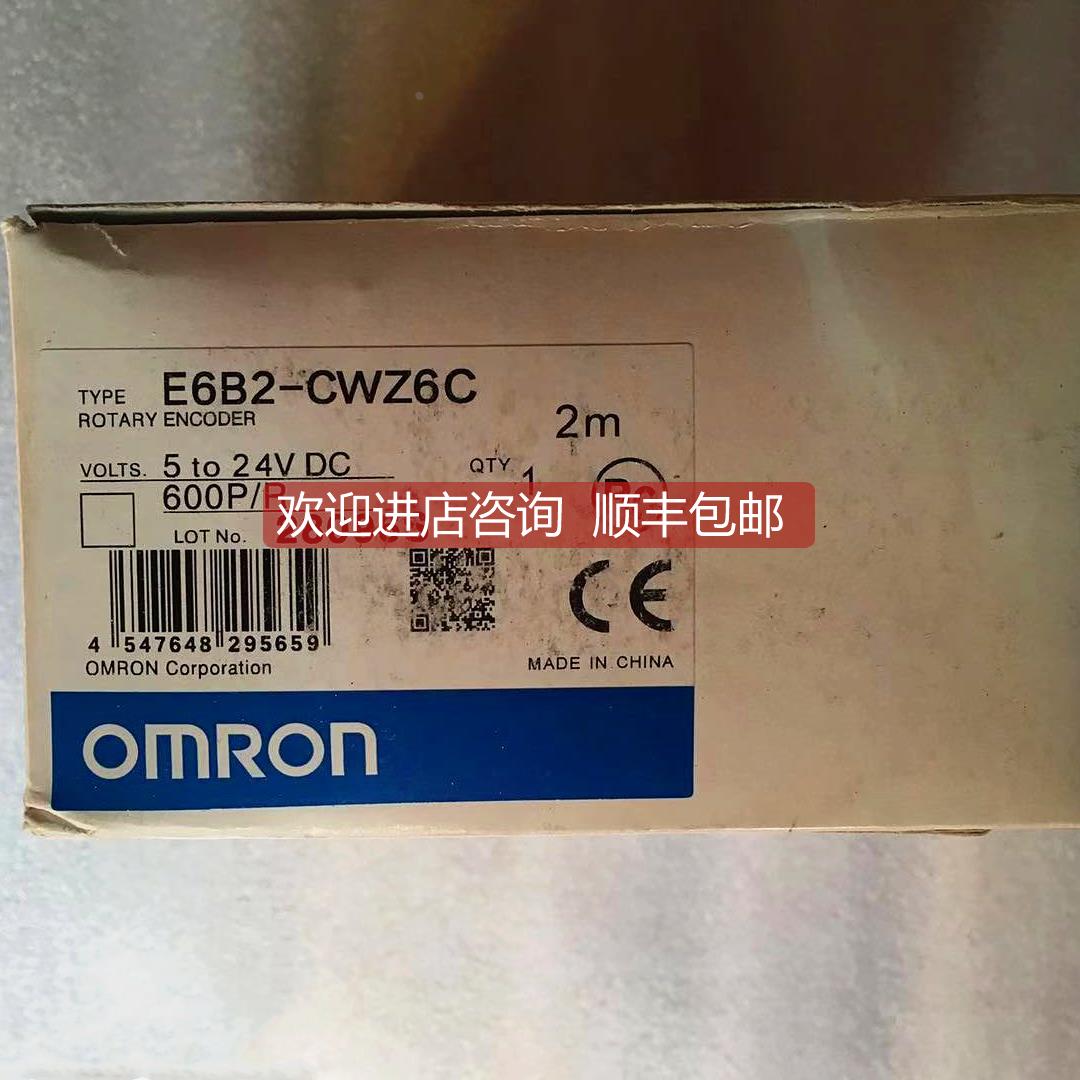 TYPE E6B2-CWZ6C
ROTARY ENCODER
2m
VOLTS. 5 to 24V DC
QTY 1
600P/R
欢迎进店咨询 顺丰包邮
LOT No.
4 547648 295659
CE
OMRON Corporation
MADE IN CHINA
OMRON